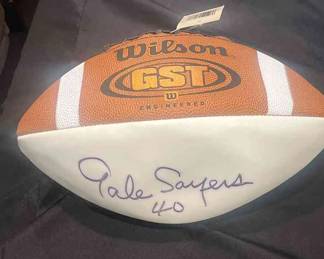 Wilson
GST
W
ENGINEERED
Gale Sayers
40